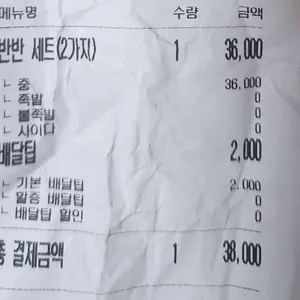 메뉴명 수량 금액
반반 세트(2가지) 1 36,000
ㄴ 중 36,000
ㄴ 족발 0
ㄴ 불족발 0
ㄴ 사이다 0
배달팁 2,000
ㄴ 기본 배달팁 2,000
ㄴ 할증 배달팁 0
ㄴ 배달팁 할인 0
총 결제금액 1 38,000